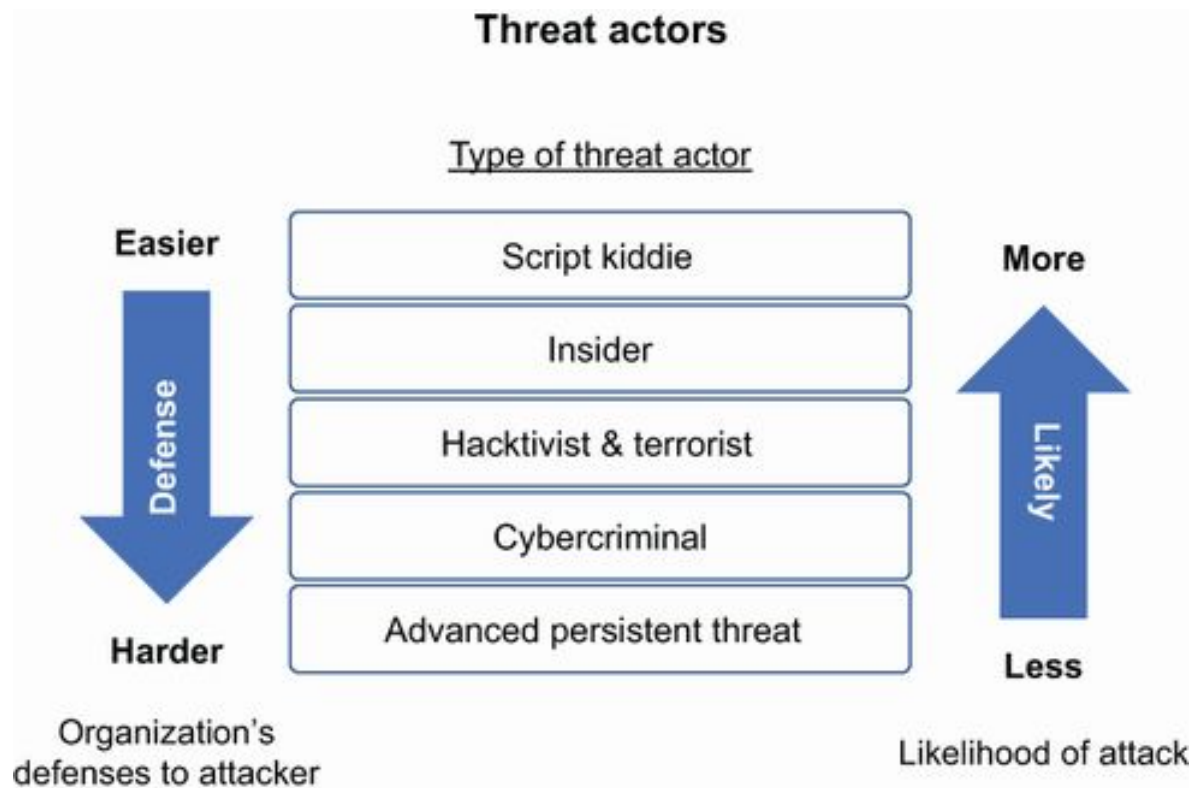 Threat actors
Type of threat actor
Easier
Defense
Harder
Organization's
defenses to attacker
Script kiddie
Insider
Hacktivist & terrorist
Cybercriminal
Advanced persistent threat
More
Likely
Less
Likelihood of attack